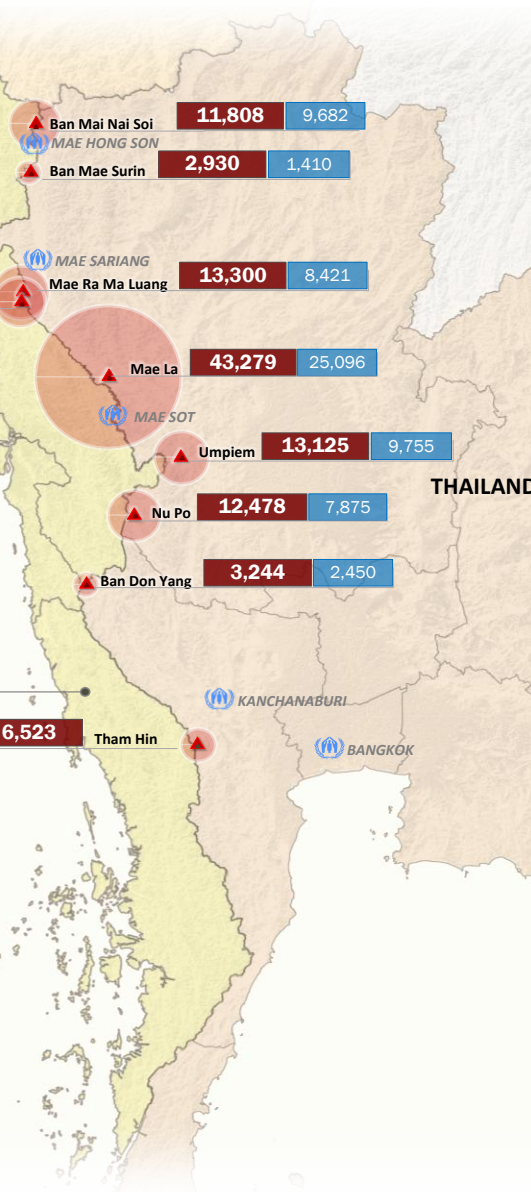 Ban Mai Nai Soi 11,808 9,682
MAE HONG SON
Ban Mae Surin 2,930 1,410
MAE SARIANG
Mae Ra Ma Luang 13,300 8,421
Mae La 43,279 25,096
MAE SOT
Umpiem 13,125 9,755
THAILAND
Nu Po 12,478 7,875
Ban Don Yang 3,244 2,450
KANCHANABURI
6,523 Tham Hin
BANGKOK